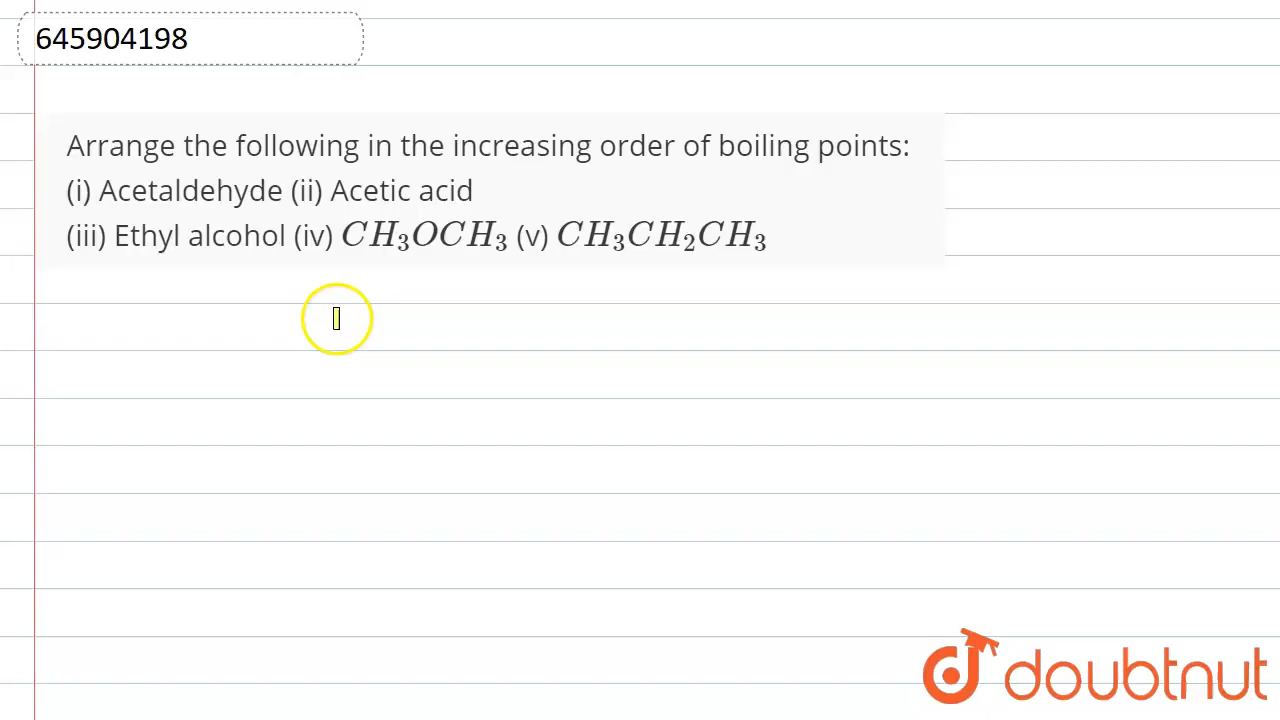 645904198
Arrange the following in the increasing order of boiling points:
(i) Acetaldehyde (ii) Acetic acid
(iii) Ethyl alcohol (iv) CH₃OCH₃ (v) CH₃CH₂CH₃
doubtnut